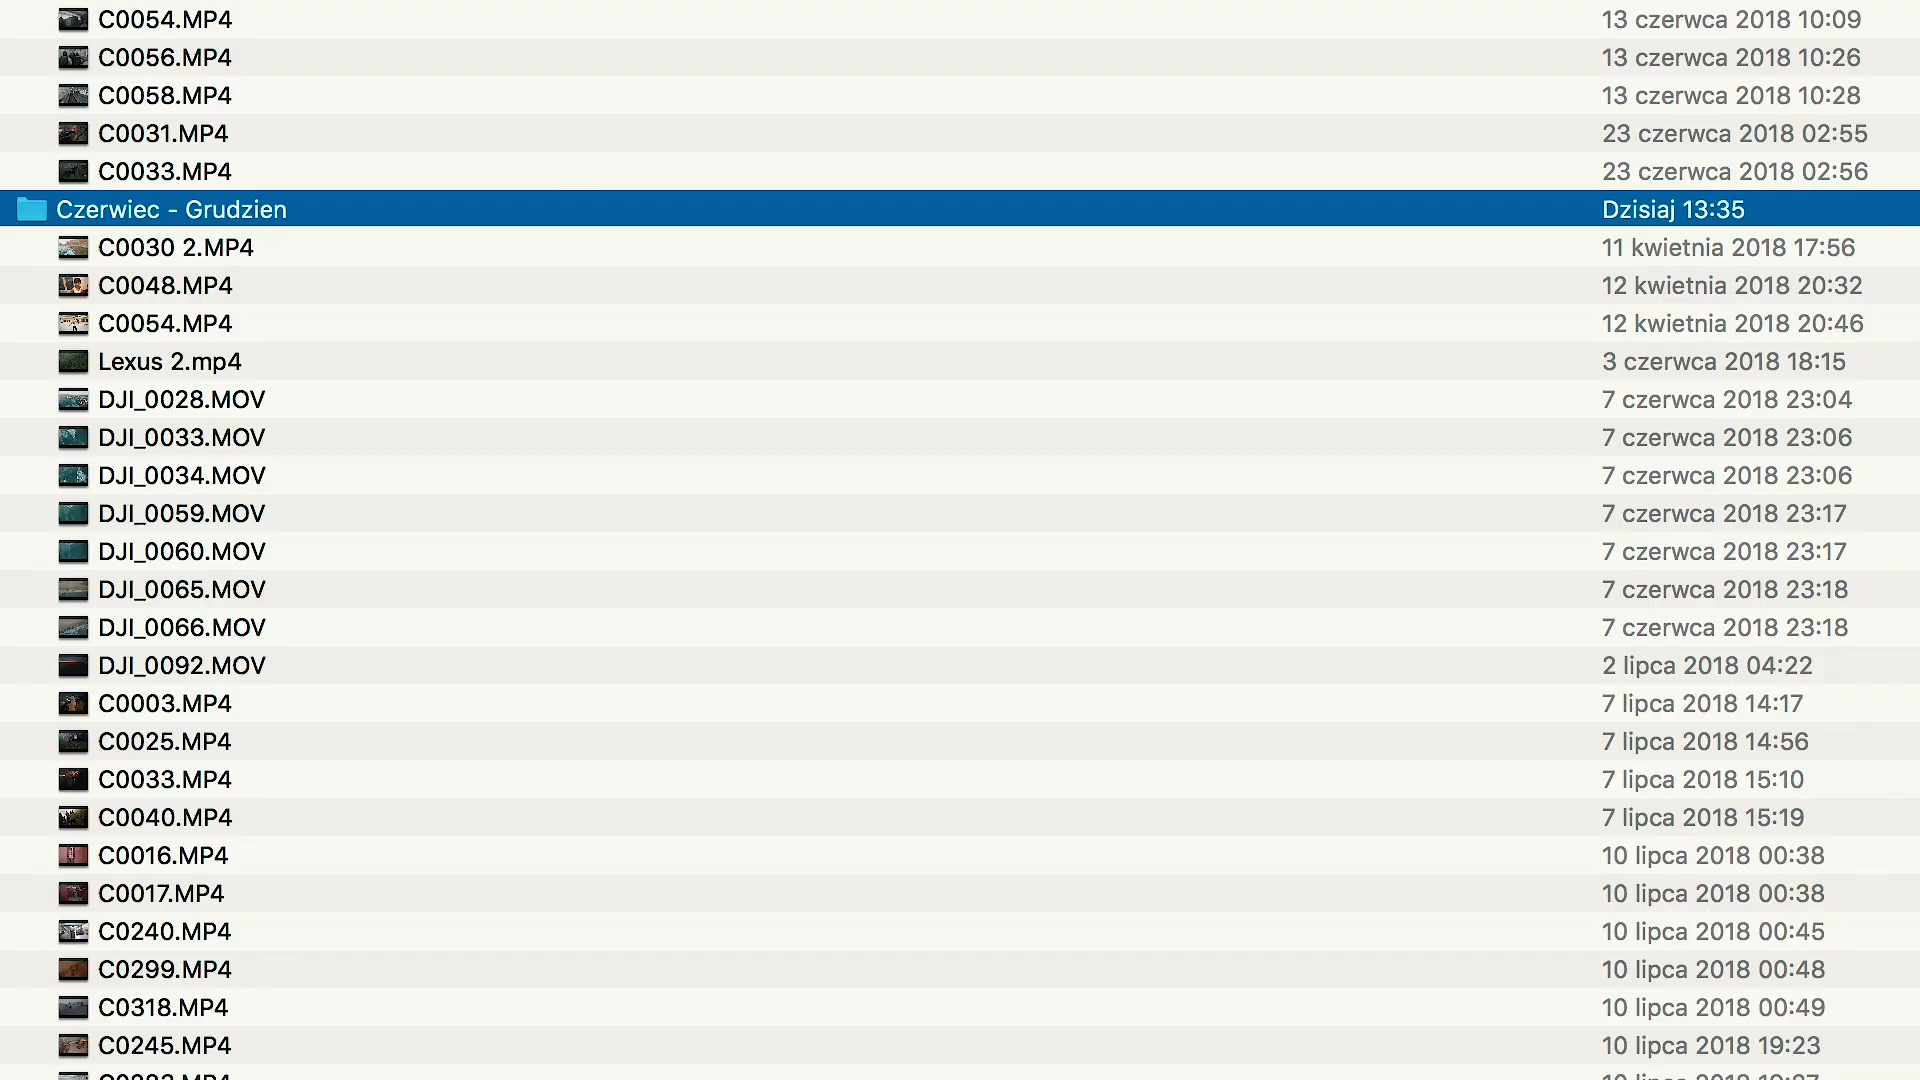 C0054.MP4 13 czerwca 2018 10:09
C0056.MP4 13 czerwca 2018 10:26
C0058.MP4 13 czerwca 2018 10:28
C0031.MP4 23 czerwca 2018 02:55
C0033.MP4 23 czerwca 2018 02:56
Czerwiec - Grudzien Dzisiaj 13:35
C0030 2.MP4 11 kwietnia 2018 17:56
C0048.MP4 12 kwietnia 2018 20:32
C0054.MP4 12 kwietnia 2018 20:46
Lexus 2.mp4 3 czerwca 2018 18:15
DJI_0028.MOV 7 czerwca 2018 23:04
DJI_0033.MOV 7 czerwca 2018 23:06
DJI_0034.MOV 7 czerwca 2018 23:06
DJI_0059.MOV 7 czerwca 2018 23:17
DJI_0060.MOV 7 czerwca 2018 23:17
DJI_0065.MOV 7 czerwca 2018 23:18
DJI_0066.MOV 7 czerwca 2018 23:18
DJI_0092.MOV 2 lipca 2018 04:22
C0003.MP4 7 lipca 2018 14:17
C0025.MP4 7 lipca 2018 14:56
C0033.MP4 7 lipca 2018 15:10
C0040.MP4 7 lipca 2018 15:19
C0016.MP4 10 lipca 2018 00:38
C0017.MP4 10 lipca 2018 00:38
C0240.MP4 10 lipca 2018 00:45
C0299.MP4 10 lipca 2018 00:48
C0318.MP4 10 lipca 2018 00:49
C0245.MP4 10 lipca 2018 19:23